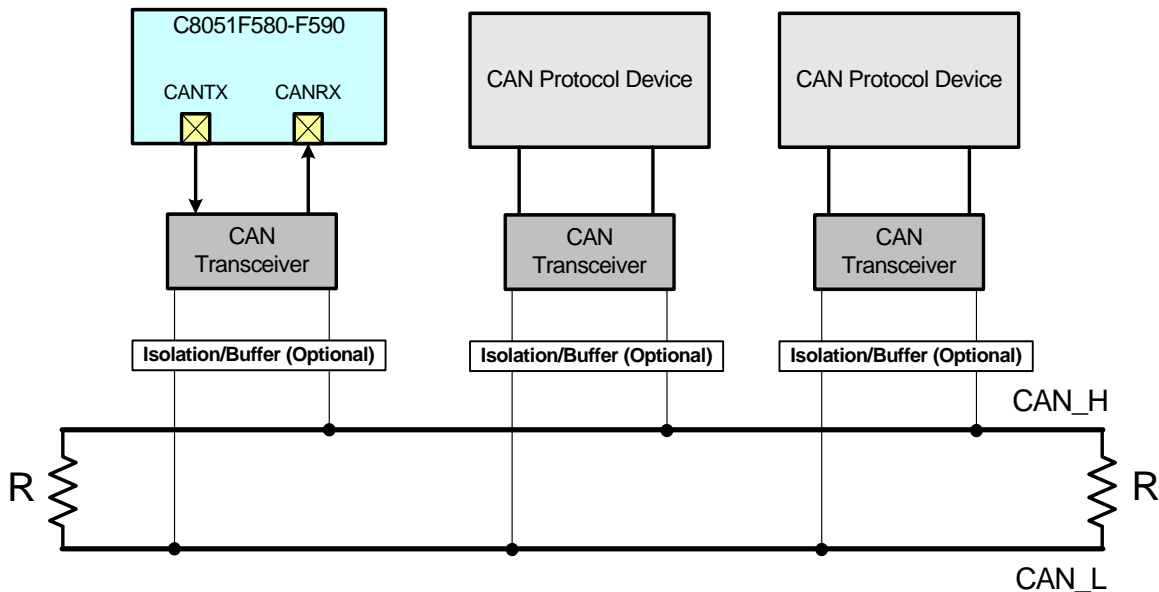 C8051F580-F590
CANTX CANRX
CAN Protocol Device
CAN Protocol Device
CAN
Transceiver
CAN
Transceiver
CAN
Transceiver
Isolation/Buffer (Optional)
Isolation/Buffer (Optional)
Isolation/Buffer (Optional)
CAN_H
R
R
CAN_L